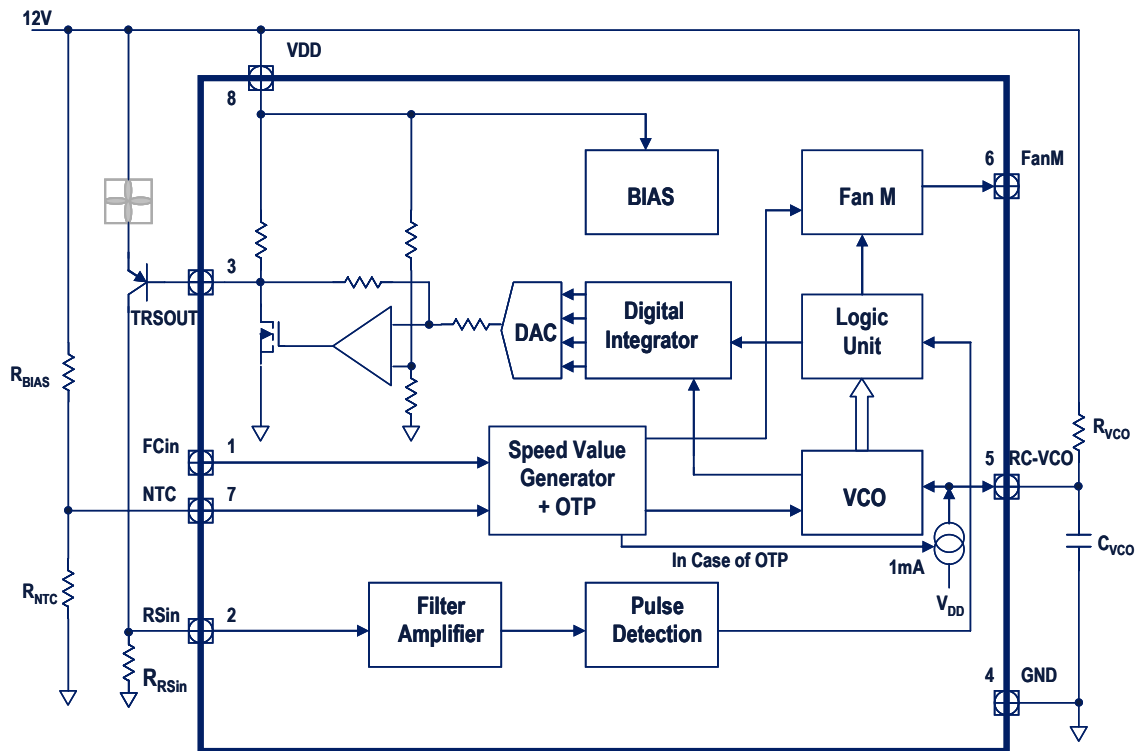 12V
VDD
8
BIAS
Fan M
6 FanM
3
TRSOUT
DAC
Digital
Integrator
Logic
Unit
RBIAS
RVCO
FCin 1
NTC 7
Speed Value
Generator
+ OTP
VCO
5 RC-VCO
In Case of OTP
1mA
VDD
CVCO
RNTC
RSin 2
Filter
Amplifier
Pulse
Detection
RRSin
4 GND